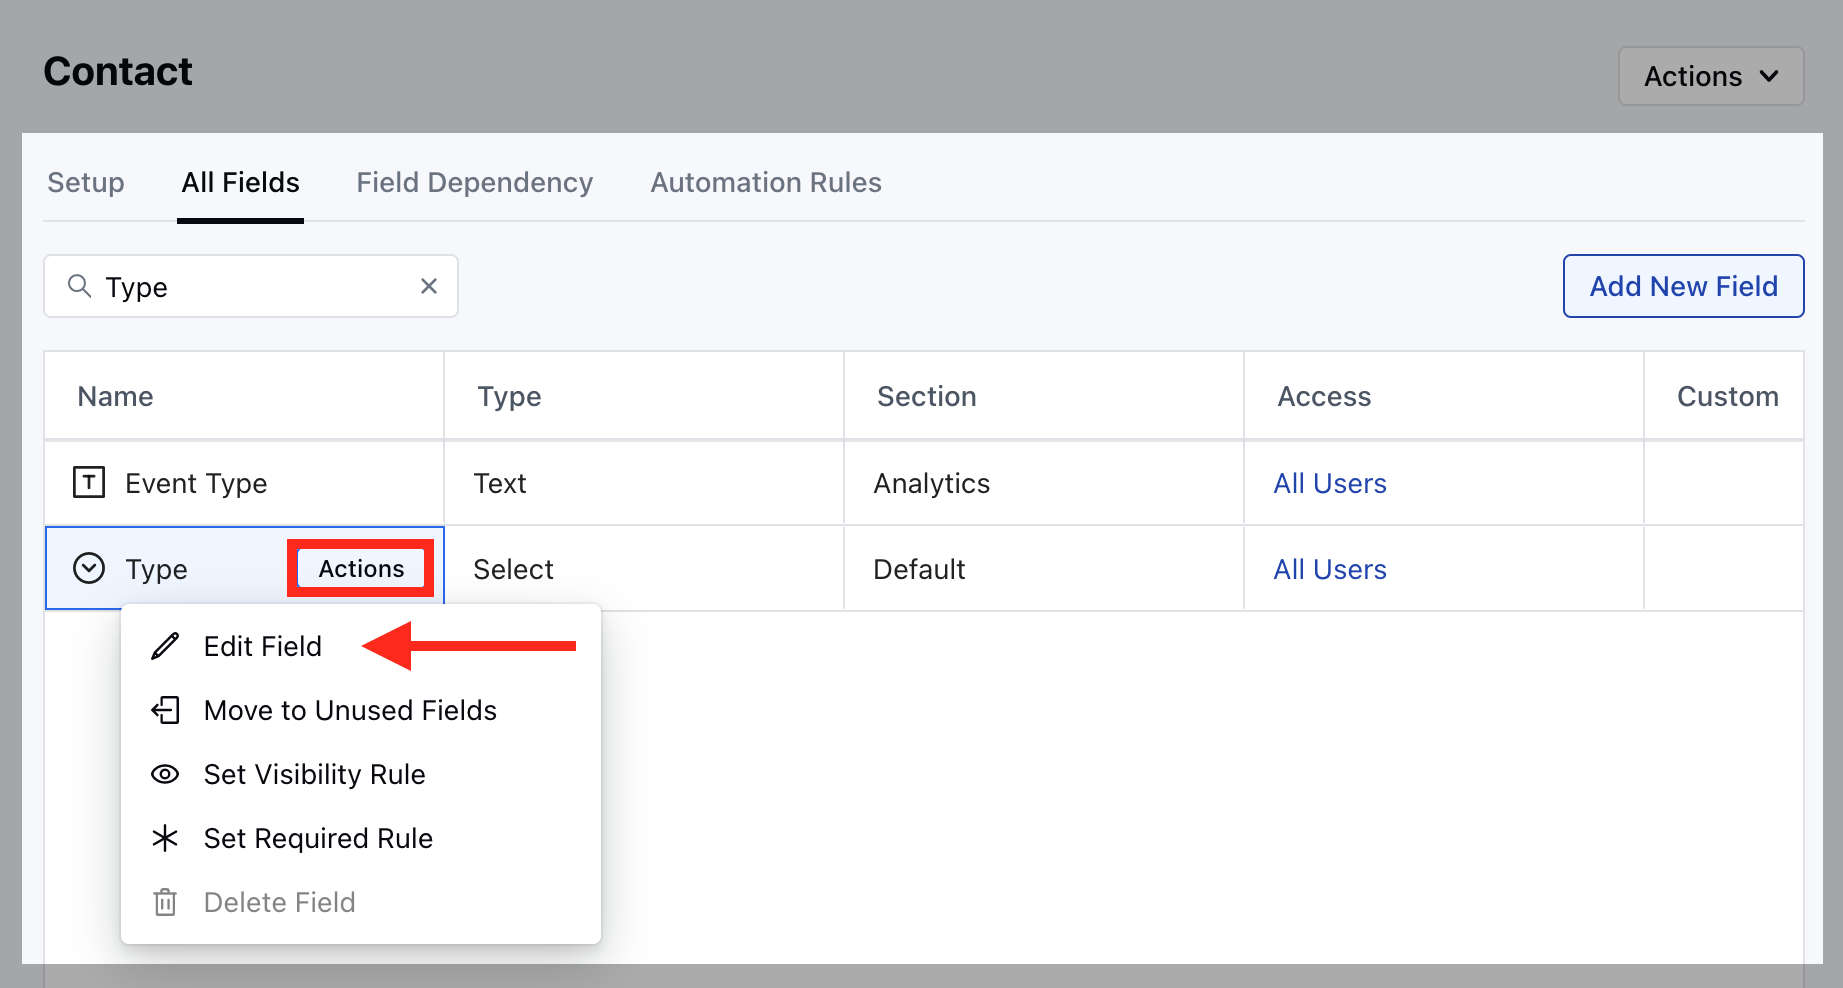 Contact
Actions
Setup All Fields Field Dependency Automation Rules
Type
Add New Field
Name Type Section Access Custom
T Event Type Text Analytics All Users
Type Actions Select Default All Users
Edit Field
Move to Unused Fields
Set Visibility Rule
Set Required Rule
Delete Field